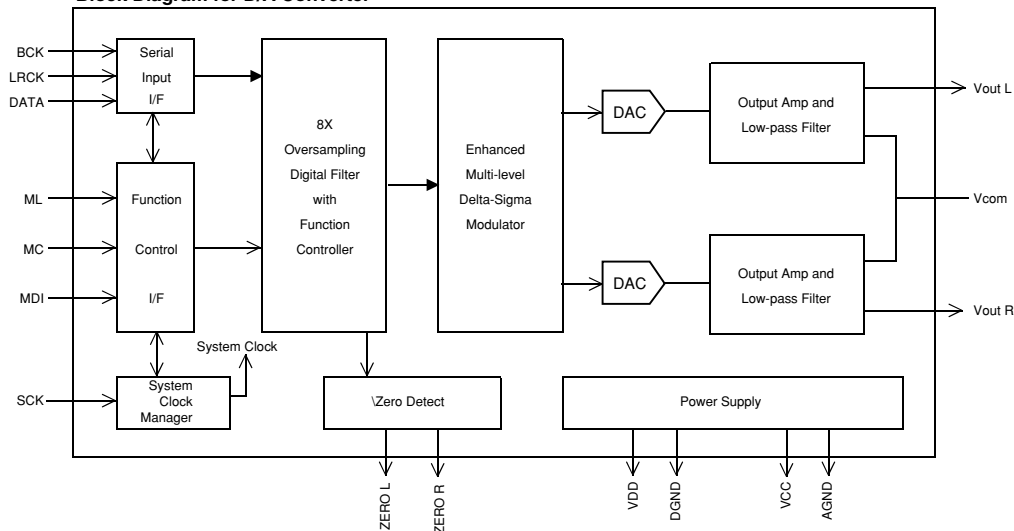 BCK
LRCK
DATA
Serial
Input
I/F
ML
MC
MDI
Function
Control
I/F
SCK
System
Clock
Manager
System Clock
8X
Oversampling
Digital Filter
with
Function
Controller
Enhanced
Multi-level
Delta-Sigma
Modulator
DAC
DAC
Output Amp and
Low-pass Filter
Output Amp and
Low-pass Filter
Vout L
Vcom
Vout R
\Zero Detect
Power Supply
ZERO L
ZERO R
VDD
DGND
VCC
AGND